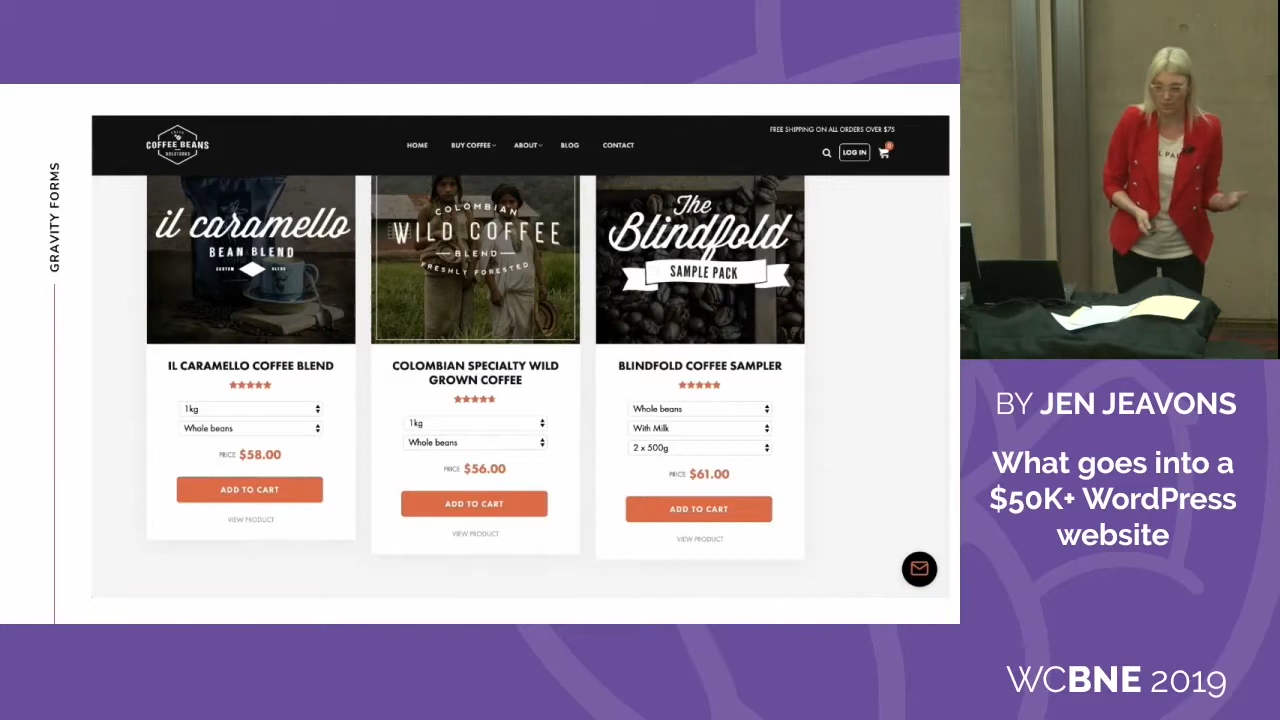 GRAVITY FORMS
COFFEE BEANS
HOME
BUY COFFEE
ABOUT
BLOG
CONTACT
FREE SHIPPING ON ALL ORDERS OVER $75
LOG IN
0
il caramello
BEAN BLEND
CUSTOM BLEND
COLOMBIAN
WILD COFFEE
BLEND
FRESHLY FORESTED
The
Blindfold
SAMPLE PACK
IL CARAMELLO COFFEE BLEND
1kg
Whole beans
PRICE $58.00
ADD TO CART
VIEW PRODUCT
COLOMBIAN SPECIALTY WILD
GROWN COFFEE
1kg
Whole beans
PRICE $56.00
ADD TO CART
VIEW PRODUCT
BLINDFOLD COFFEE SAMPLER
Whole beans
With Milk
2 x 500g
PRICE $61.00
ADD TO CART
VIEW PRODUCT
BY JEN JEAVONS
What goes into a
$50K+ WordPress
website
WCBNE 2019